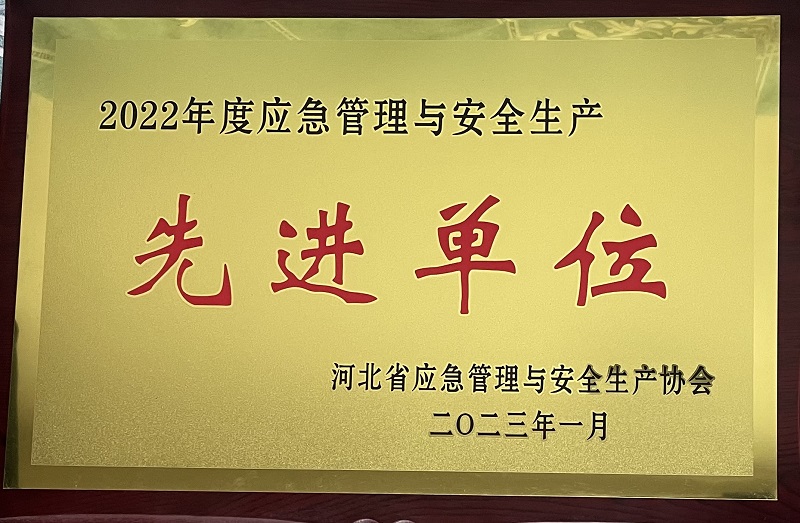 2022年度应急管理与安全生产
先进单位
河北省应急管理与安全生产协会
二〇二三年一月